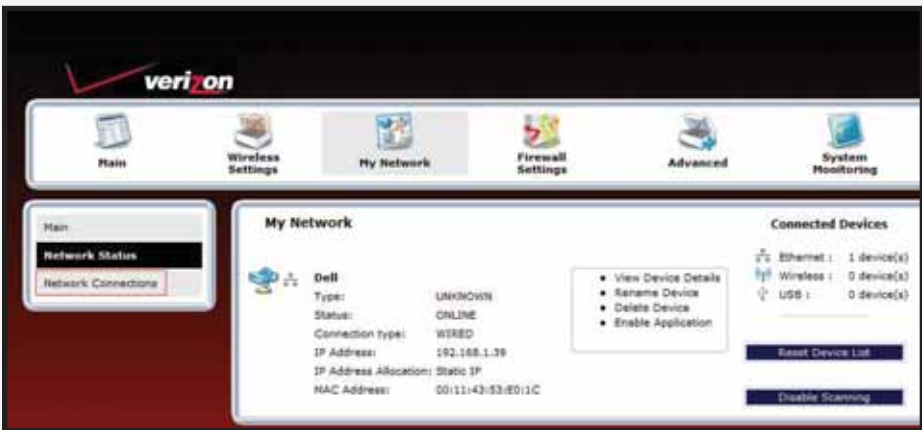 verizon
Main
Wireless Settings
My Network
Firewall Settings
Advanced
System Monitoring
Main
Network Status
Network Connections
My Network
Dell
Type: UNKNOWN
Status: ONLINE
Connection type: WIRED
IP Address: 192.168.1.39
IP Address Allocation: Static IP
MAC Address: 00:11:43:53:E0:1C
• View Device Details
• Rename Device
• Delete Device
• Enable Application
Connected Devices
Ethernet : 1 device(s)
Wireless : 0 device(s)
USB : 0 device(s)
Reset Device List
Disable Scanning